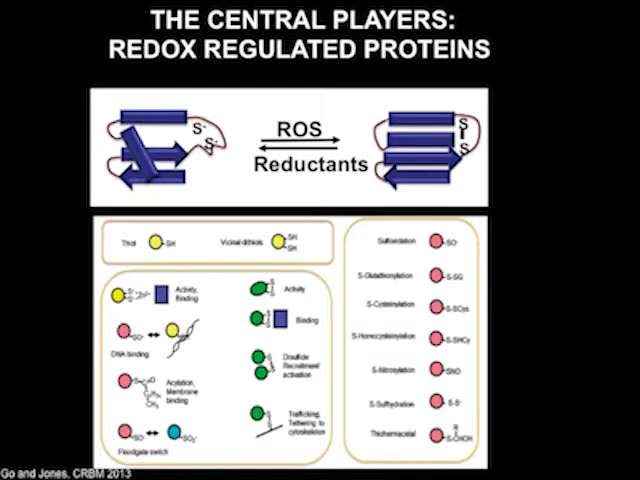 THE CENTRAL PLAYERS:
REDOX REGULATED PROTEINS
S-
S-
ROS
Reductants
S
S
Thiol
SH
Vicinal dithiols
SH
SH
Activity,
Binding
DNA binding
Acylation,
Membrane
binding
Floodgate switch
Activity
Binding
Disulfide
Recruitment
activation
Trafficking,
Tethering to
cytoskeleton
Sulfenylation
SO-
S-Glutathionylation
S-SG
S-Cysteinylation
S-SCys
S-Homocysteinylation
S-SHCy
S-Nitrosylation
SNO
S-Sulfhydration
S-S-
Thiohemiacetal
R
S-CHOH
Go and Jones, CRBM 2013